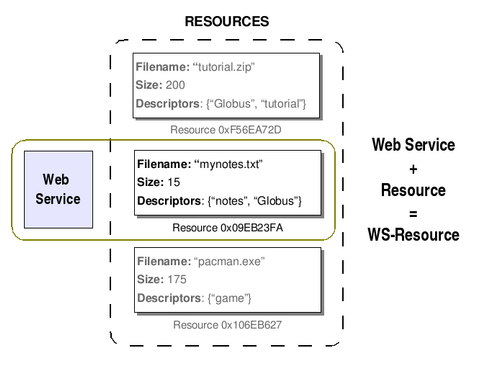 RESOURCES
Filename: “tutorial.zip”
Size: 200
Descriptors: {“Globus”, “tutorial”}
Resource 0xF56EA72D
Web
Service
Filename: “mynotes.txt”
Size: 15
Descriptors: {“notes”, “Globus”}
Resource 0x09EB23FA
Filename: “pacman.exe”
Size: 175
Descriptors: {“game”}
Resource 0x106EB627
Web Service
+
Resource
=
WS-Resource